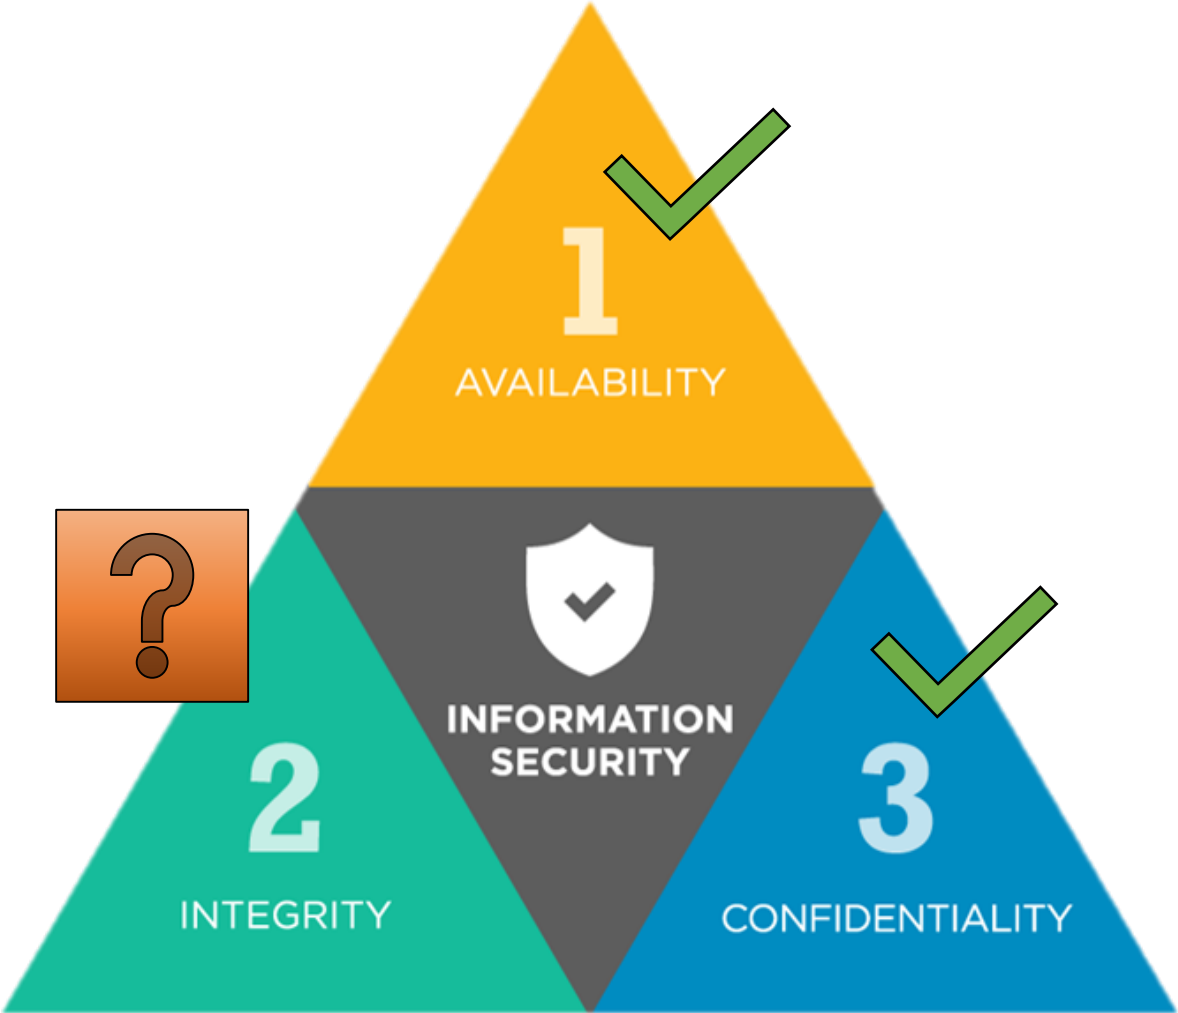 1
AVAILABILITY
?
INFORMATION
SECURITY
2
INTEGRITY
3
CONFIDENTIALITY